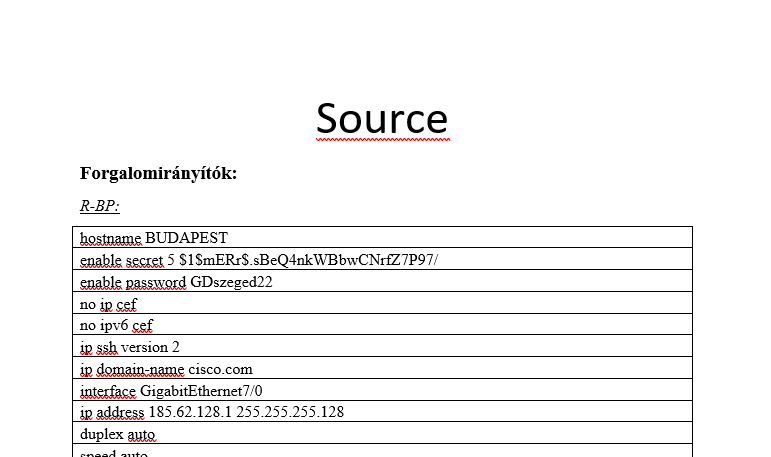 Source
Forgalomirányítók:
R-BP:
hostname BUDAPEST
enable secret 5 $1$mERr$.sBeQ4nkWBbwCNrfZ7P97/
enable password GDszeged22
no ip cef
no ipv6 cef
ip ssh version 2
ip domain-name cisco.com
interface GigabitEthernet7/0
ip address 185.62.128.1 255.255.255.128
duplex auto
speed auto